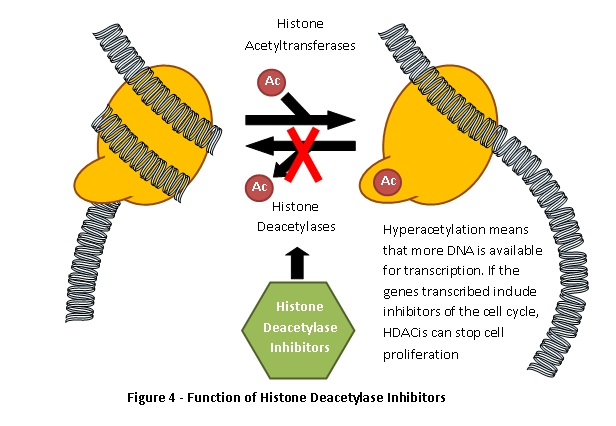 Histone
Acetyltransferases
Ac
Ac
Histone
Deacetylases
Ac
Hyperacetylation means
that more DNA is available
for transcription. If the
genes transcribed include
inhibitors of the cell cycle,
HDACis can stop cell
proliferation
Histone
Deacetylase
Inhibitors
Figure 4 - Function of Histone Deacetylase Inhibitors